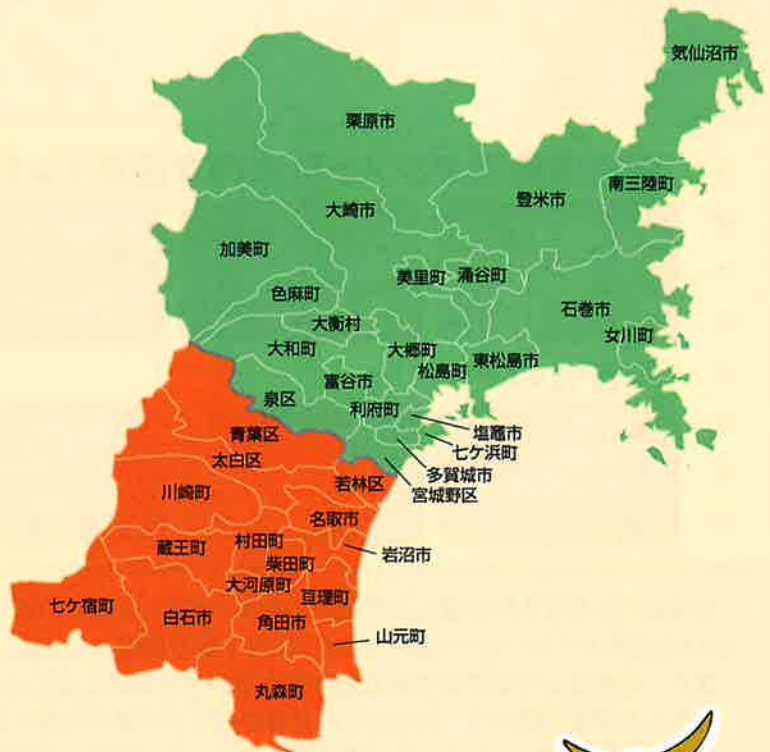 気仙沼市
栗原市
南三陸町
登米市
大崎市
加美町
美里町
涌谷町
色麻町
石巻市
大衡村
女川町
大和町
大郷町
東松島市
松島町
富谷市
泉区
利府町
塩竈市
青葉区
七ケ浜町
太白区
多賀城市
若林区
宮城野区
川崎町
名取市
村田町
蔵王町
岩沼市
柴田町
大河原町
亘理町
七ケ宿町
白石市
角田市
山元町
丸森町